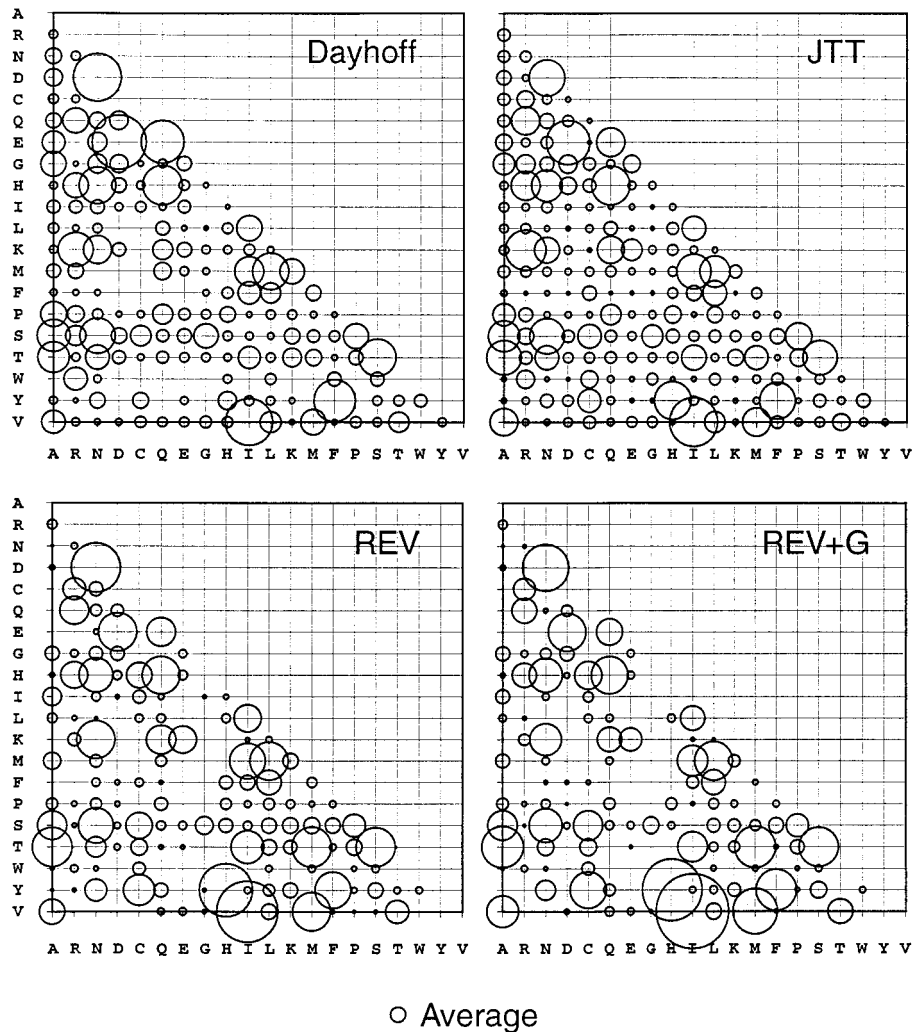 Dayhoff
A
R
N
D
C
Q
E
G
H
I
L
K
M
F
P
S
T
W
Y
V
A R N D C Q E G H I L K M F P S T W Y V
JTT
A R N D C Q E G H I L K M F P S T W Y V
REV
A
R
N
D
C
Q
E
G
H
I
L
K
M
F
P
S
T
W
Y
V
A R N D C Q E G H I L K M F P S T W Y V
REV+G
A R N D C Q E G H I L K M F P S T W Y V
Average